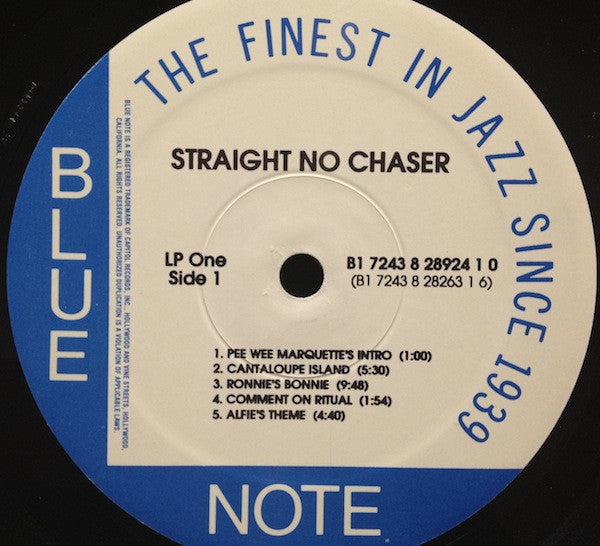 THE FINEST IN JAZZ SINCE 1939
BLUE
NOTE
BLUE NOTE IS A REGISTERED TRADEMARK OF CAPITOL RECORDS, INC. HOLLYWOOD AND VINE STREETS, HOLLYWOOD,
CALIFORNIA. ALL RIGHTS RESERVED. UNAUTHORIZED DUPLICATION IS A VIOLATION OF APPLICABLE LAWS.
STRAIGHT NO CHASER
LP One
Side 1
B1 7243 8 28924 1 0
(B1 7243 8 28263 1 6)
1. PEE WEE MARQUETTE'S INTRO (1:00)
2. CANTALOUPE ISLAND (5:30)
3. RONNIE'S BONNIE (9:48)
4. COMMENT ON RITUAL (1:54)
5. ALFIE'S THEME (4:40)